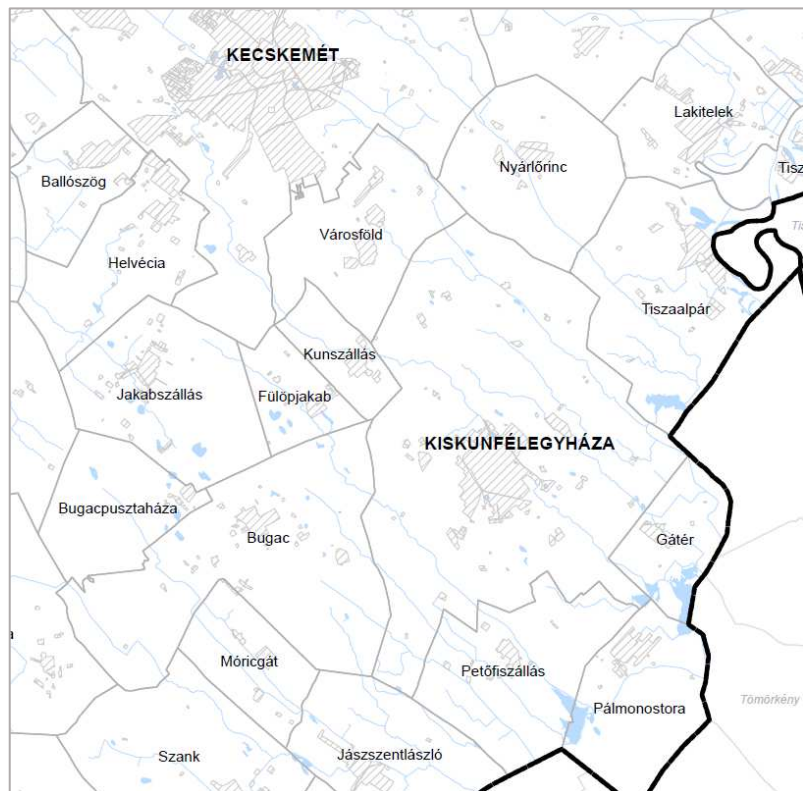 KECSKEMÉT
Lakitelek
Nyárlőrinc
Tisz
Ballószög
Városföld
Helvécia
Tiszaalpár
Kunszállás
Jakabszállás
Fülöpjakab
KISKUNFÉLEGYHÁZA
Bugacpusztaháza
Bugac
Gátér
Móricgát
Petőfiszállás
Pálmonostora
Tömörkény
Szank
Jászszentlászló